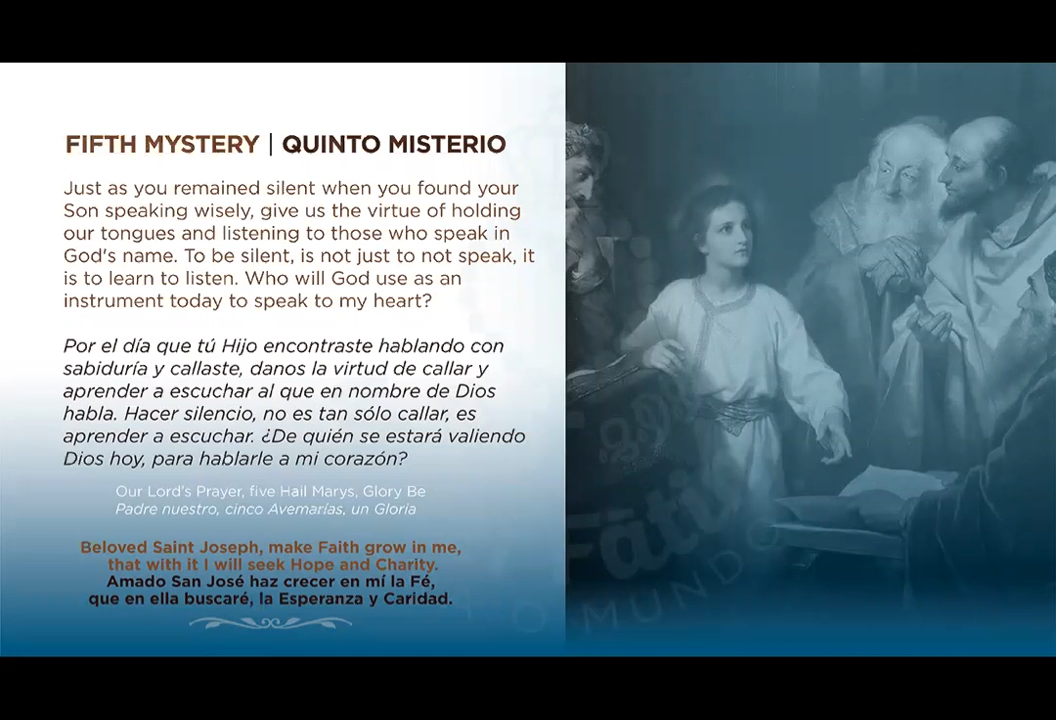 FIFTH MYSTERY | QUINTO MISTERIO
Just as you remained silent when you found your
Son speaking wisely, give us the virtue of holding
our tongues and listening to those who speak in
God's name. To be silent, is not just to not speak, it
is to learn to listen. Who will God use as an
instrument today to speak to my heart?
Por el día que tú Hijo encontraste hablando con
sabiduría y callaste, danos la virtud de callar y
aprender a escuchar al que en nombre de Dios
habla. Hacer silencio, no es tan sólo callar, es
aprender a escuchar. ¿De quién se estará valiendo
Dios hoy, para hablarle a mi corazón?
Our Lord's Prayer, five Hail Marys, Glory Be
Padre nuestro, cinco Avemarías, un Gloria
Beloved Saint Joseph, make Faith grow in me,
that with it I will seek Hope and Charity.
Amado San José haz crecer en mí la Fé,
que en ella buscaré, la Esperanza y Caridad.
MUNDO